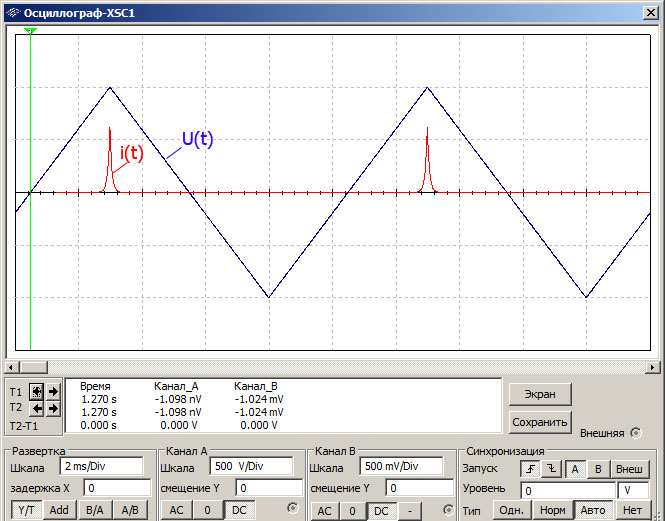 Осциллограф-XSC1
U(t)
i(t)
T1
T2
T2-T1
Время Канал_A Канал_B
1.270 s -1.098 nV -1.024 mV
1.270 s -1.098 nV -1.024 mV
0.000 s 0.000 V 0.000 V
Экран
Сохранить
Внешняя
Развертка
Шкала 2 ms/Div
задержка X 0
Y/T Add B/A A/B
Канал A
Шкала 500 V/Div
смещение Y 0
AC 0 DC
Канал B
Шкала 500 mV/Div
смещение Y 0
AC 0 DC -
Синхронизация
Запуск A B Внеш
Уровень 0 V
Тип Одн. Норм Авто Нет